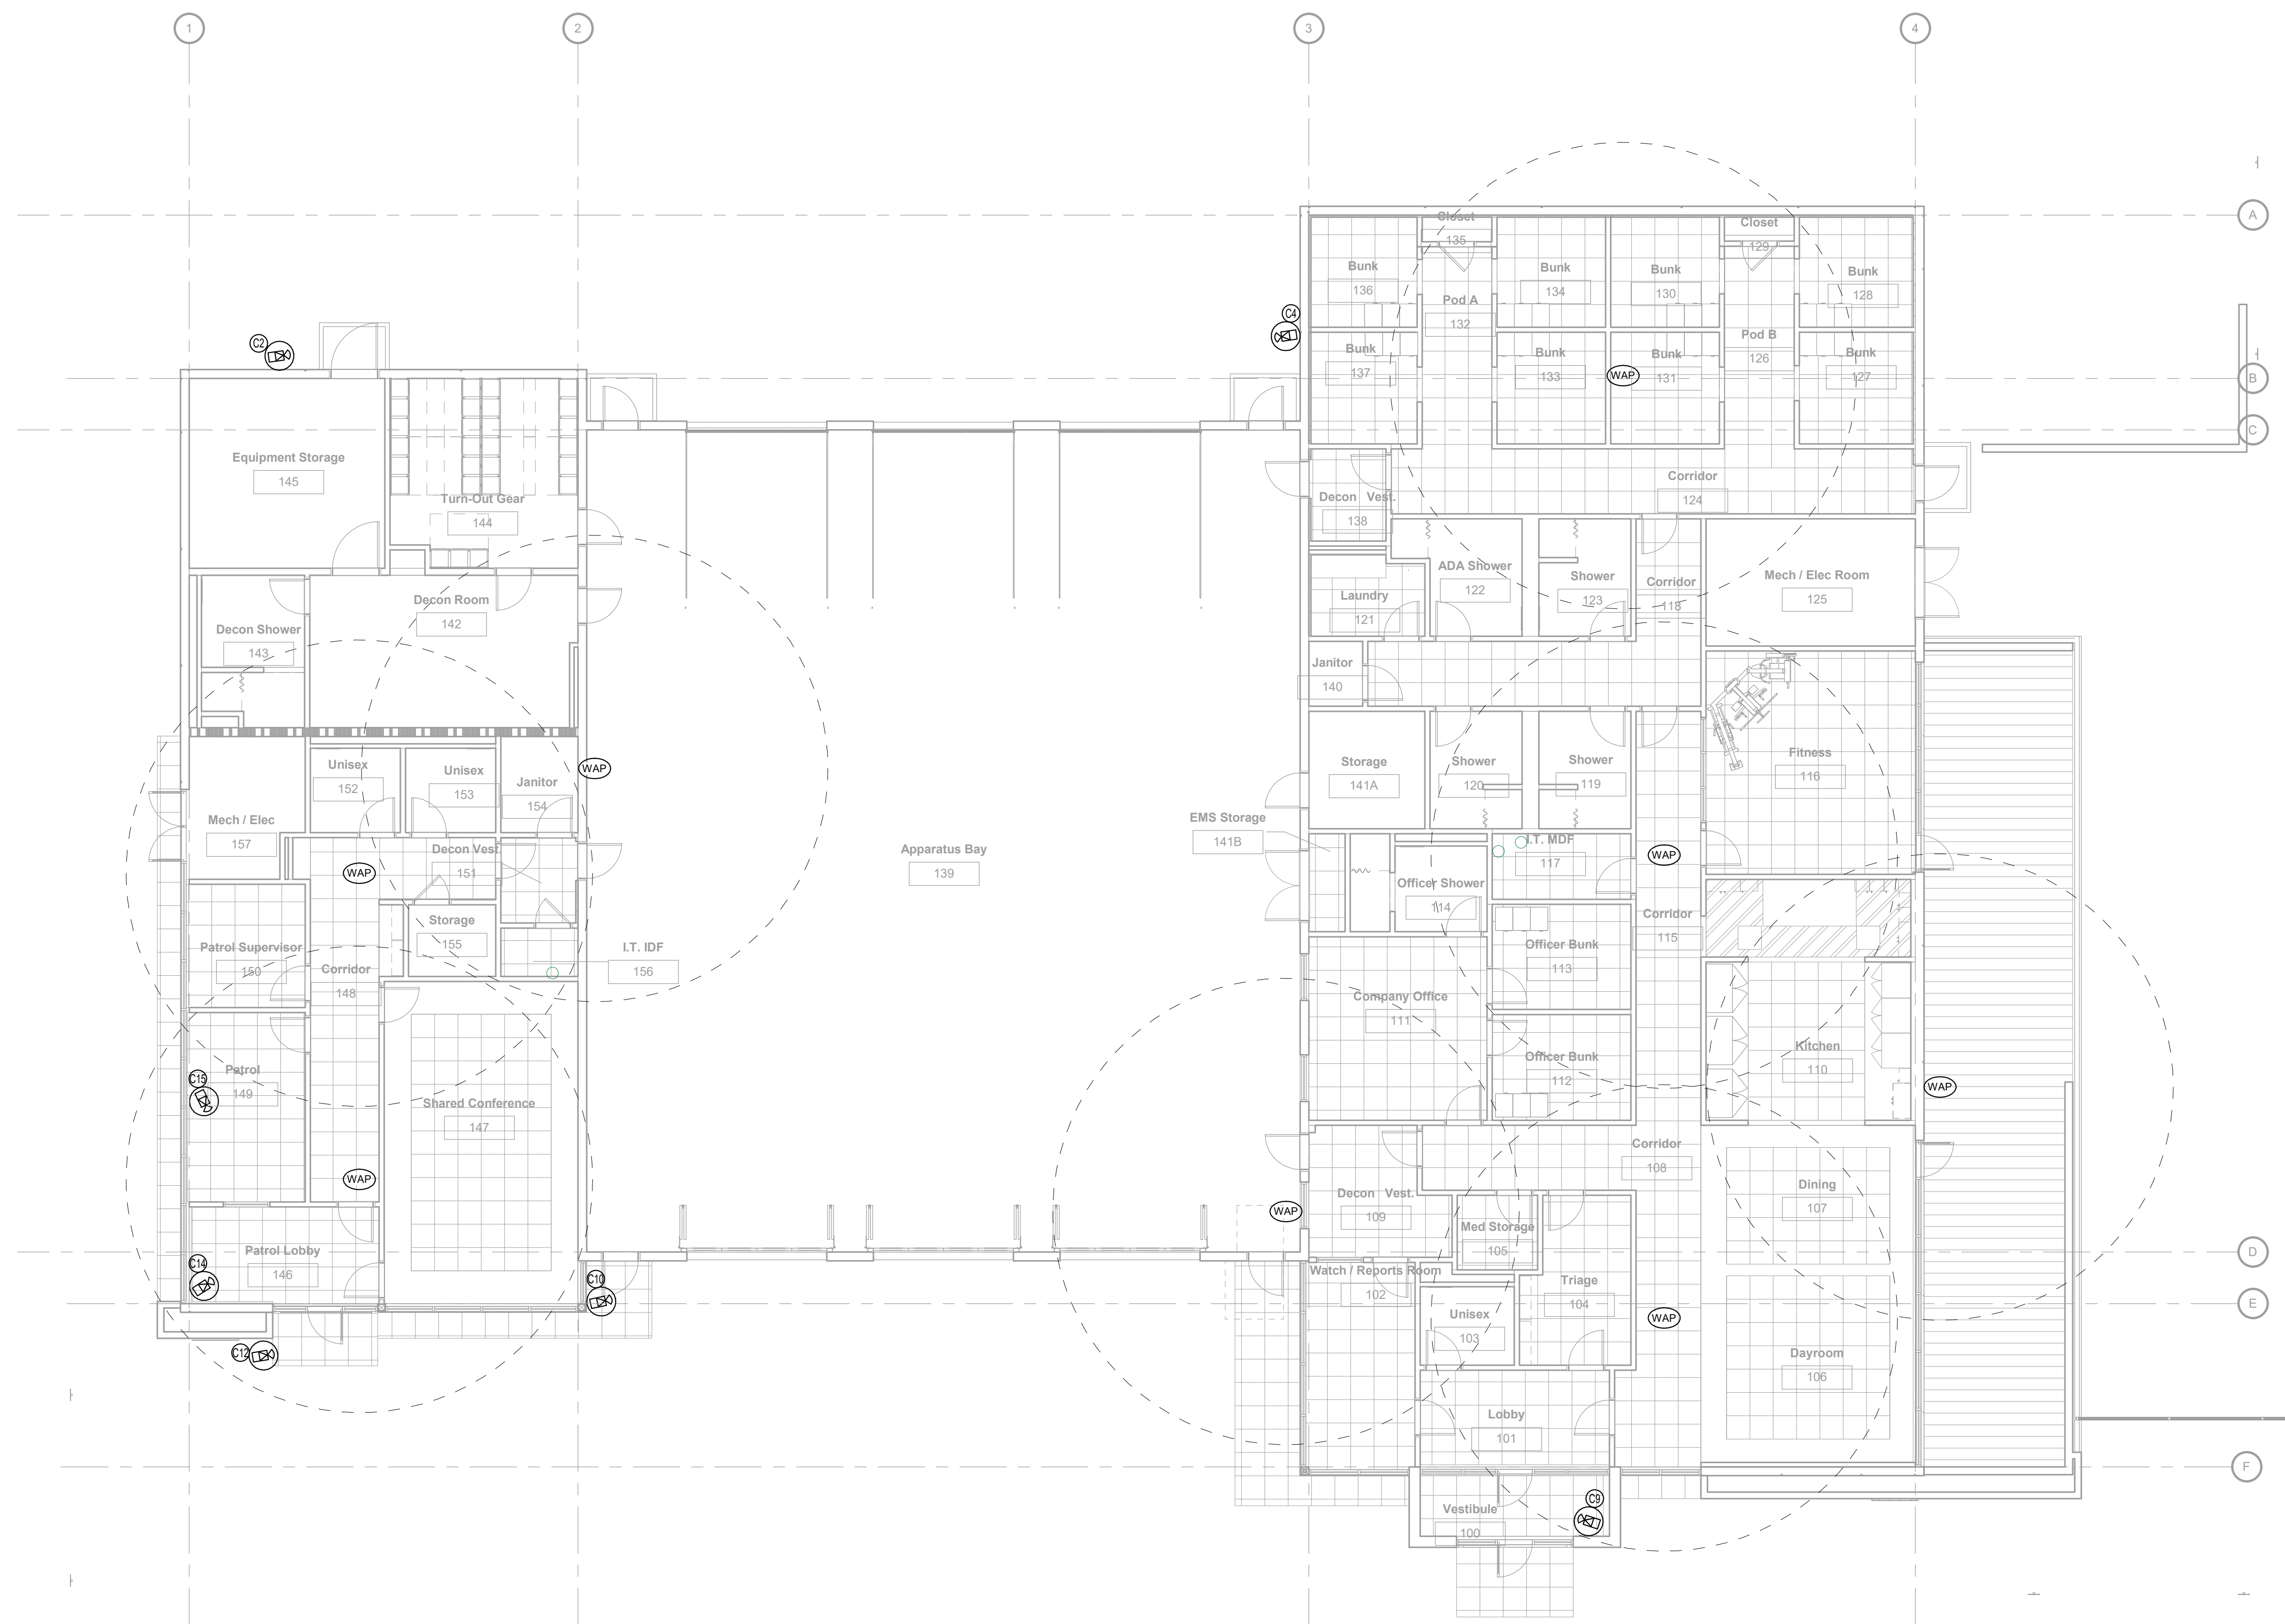 1
2
3
4
A
Closet
135
Closet
129
Bunk
136
Bunk
134
Bunk
130
Bunk
128
Pod A
132
C4
C2
Pod B
126
Bunk
137
Bunk
133
Bunk
131
WAP
Bunk
127
B
C
Equipment Storage
145
Turn-Out Gear
144
Corridor
124
Decon Vest.
138
ADA Shower
122
Shower
123
Corridor
118
Mech / Elec Room
125
Laundry
121
Decon Room
142
Decon Shower
143
Janitor
140
Unisex
152
Unisex
153
Janitor
154
WAP
Storage
141A
Shower
120
Shower
119
Fitness
116
Mech / Elec
157
EMS Storage
141B
Decon Vest.
151
WAP
Apparatus Bay
139
I.T. MDF
117
WAP
Officer Shower
114
Corridor
115
Storage
155
Patrol Supervisor
150
I.T. IDF
156
Officer Bunk
113
Corridor
148
Company Office
111
Kitchen
110
Officer Bunk
112
WAP
C15
Patrol
149
Shared Conference
147
Corridor
108
WAP
Decon Vest.
109
WAP
Dining
107
Med Storage
105
Patrol Lobby
146
C14
C10
D
Watch / Reports Room
102
Triage
104
E
Unisex
103
WAP
C12
Dayroom
106
Lobby
101
F
Vestibule
100
C9